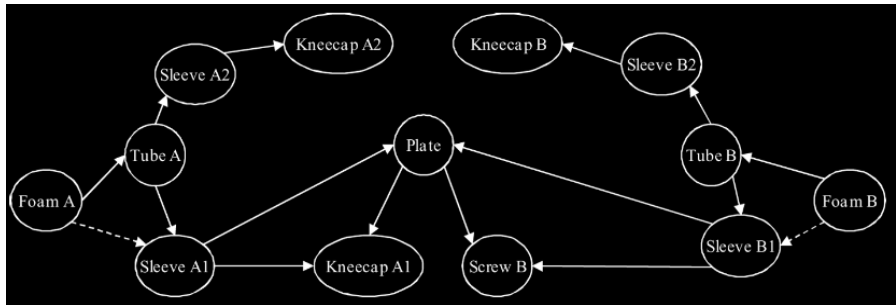 Kneecap A2
Kneecap B
Sleeve A2
Sleeve B2
Tube A
Plate
Tube B
Foam A
Foam B
Sleeve A1
Kneecap A1
Screw B
Sleeve B1